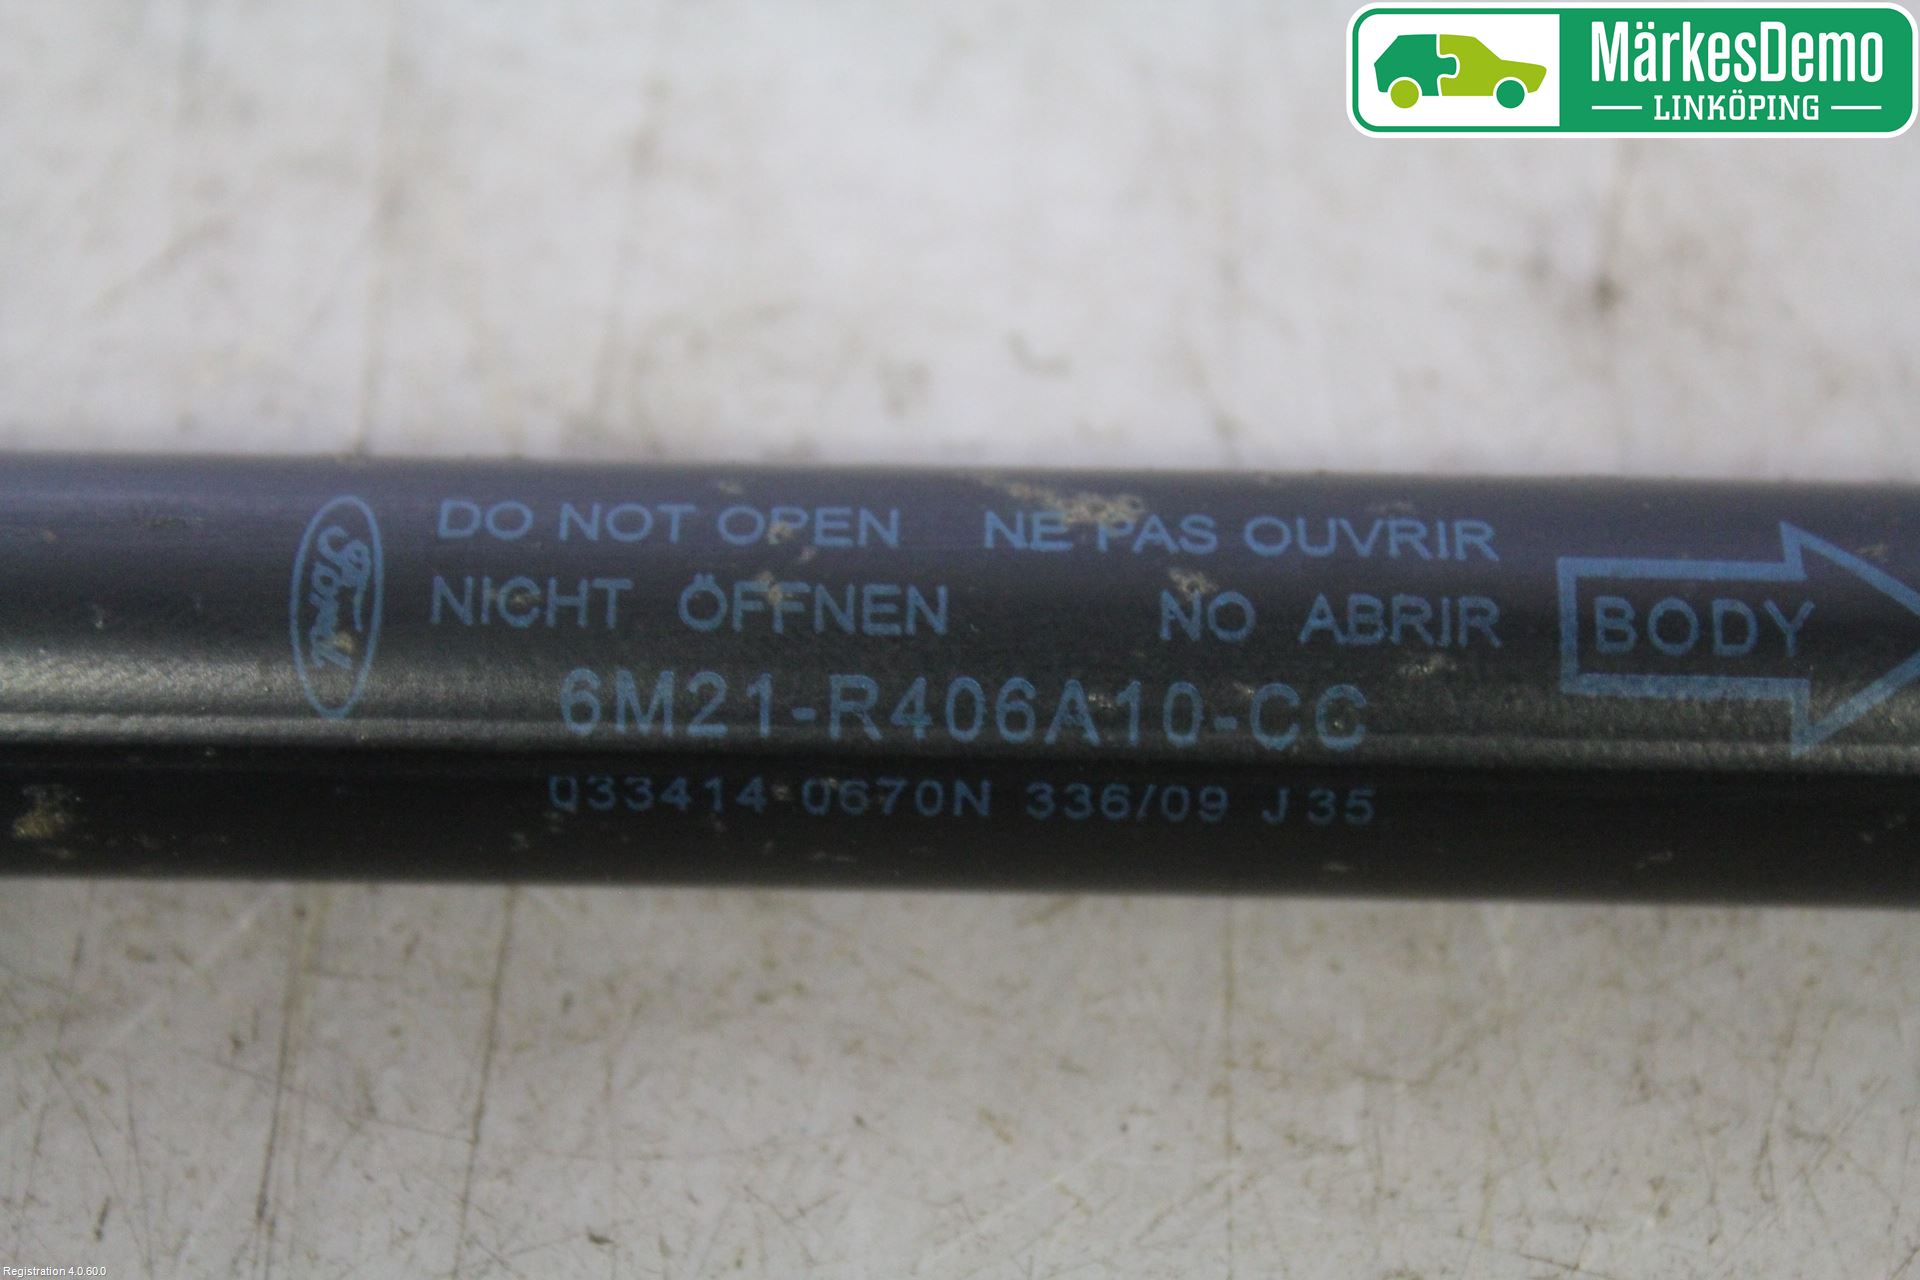 MärkesDemo
LINKÖPING
Ford
DO NOT OPEN NE PAS OUVRIR
NICHT ÖFFNEN NO ABRIR
BODY
6M21-R406A10-CC
033414 0670N 336/09 J35
Registration 4.0.60.0